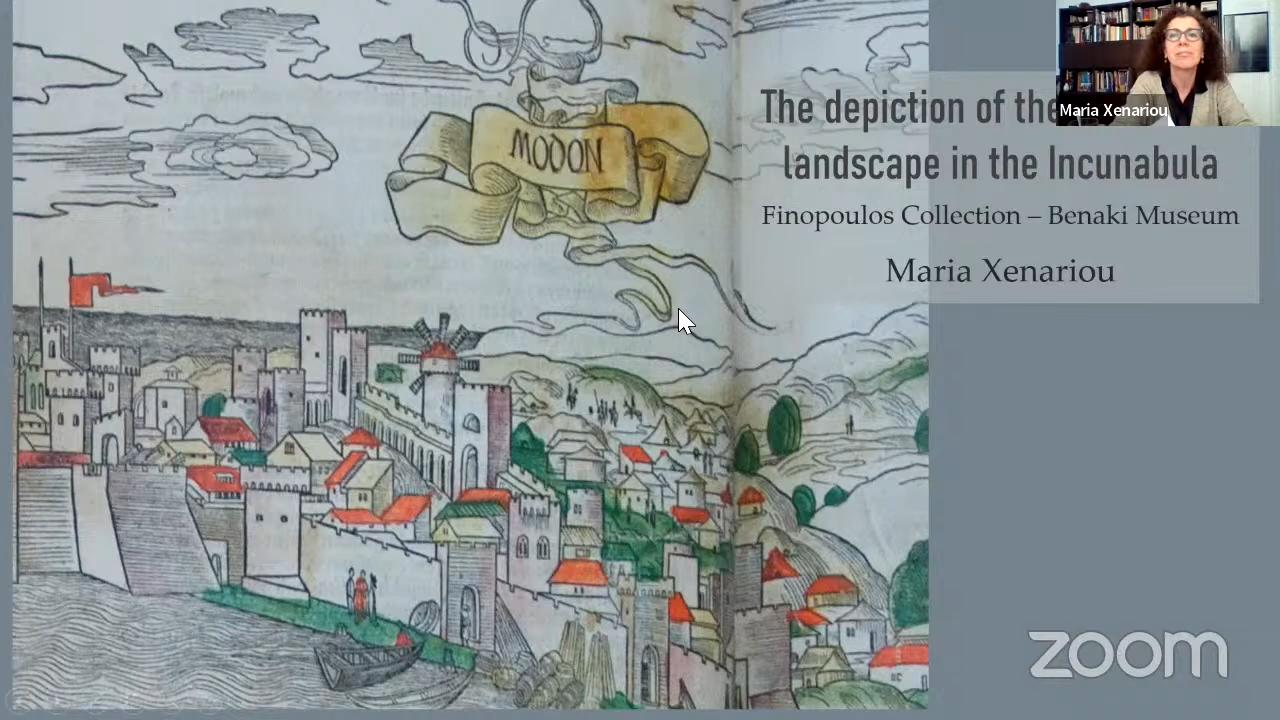 MODON
The depiction of the
landscape in the Incunabula
Finopoulos Collection – Benaki Museum
Maria Xenariou
Maria Xenariou
zoom